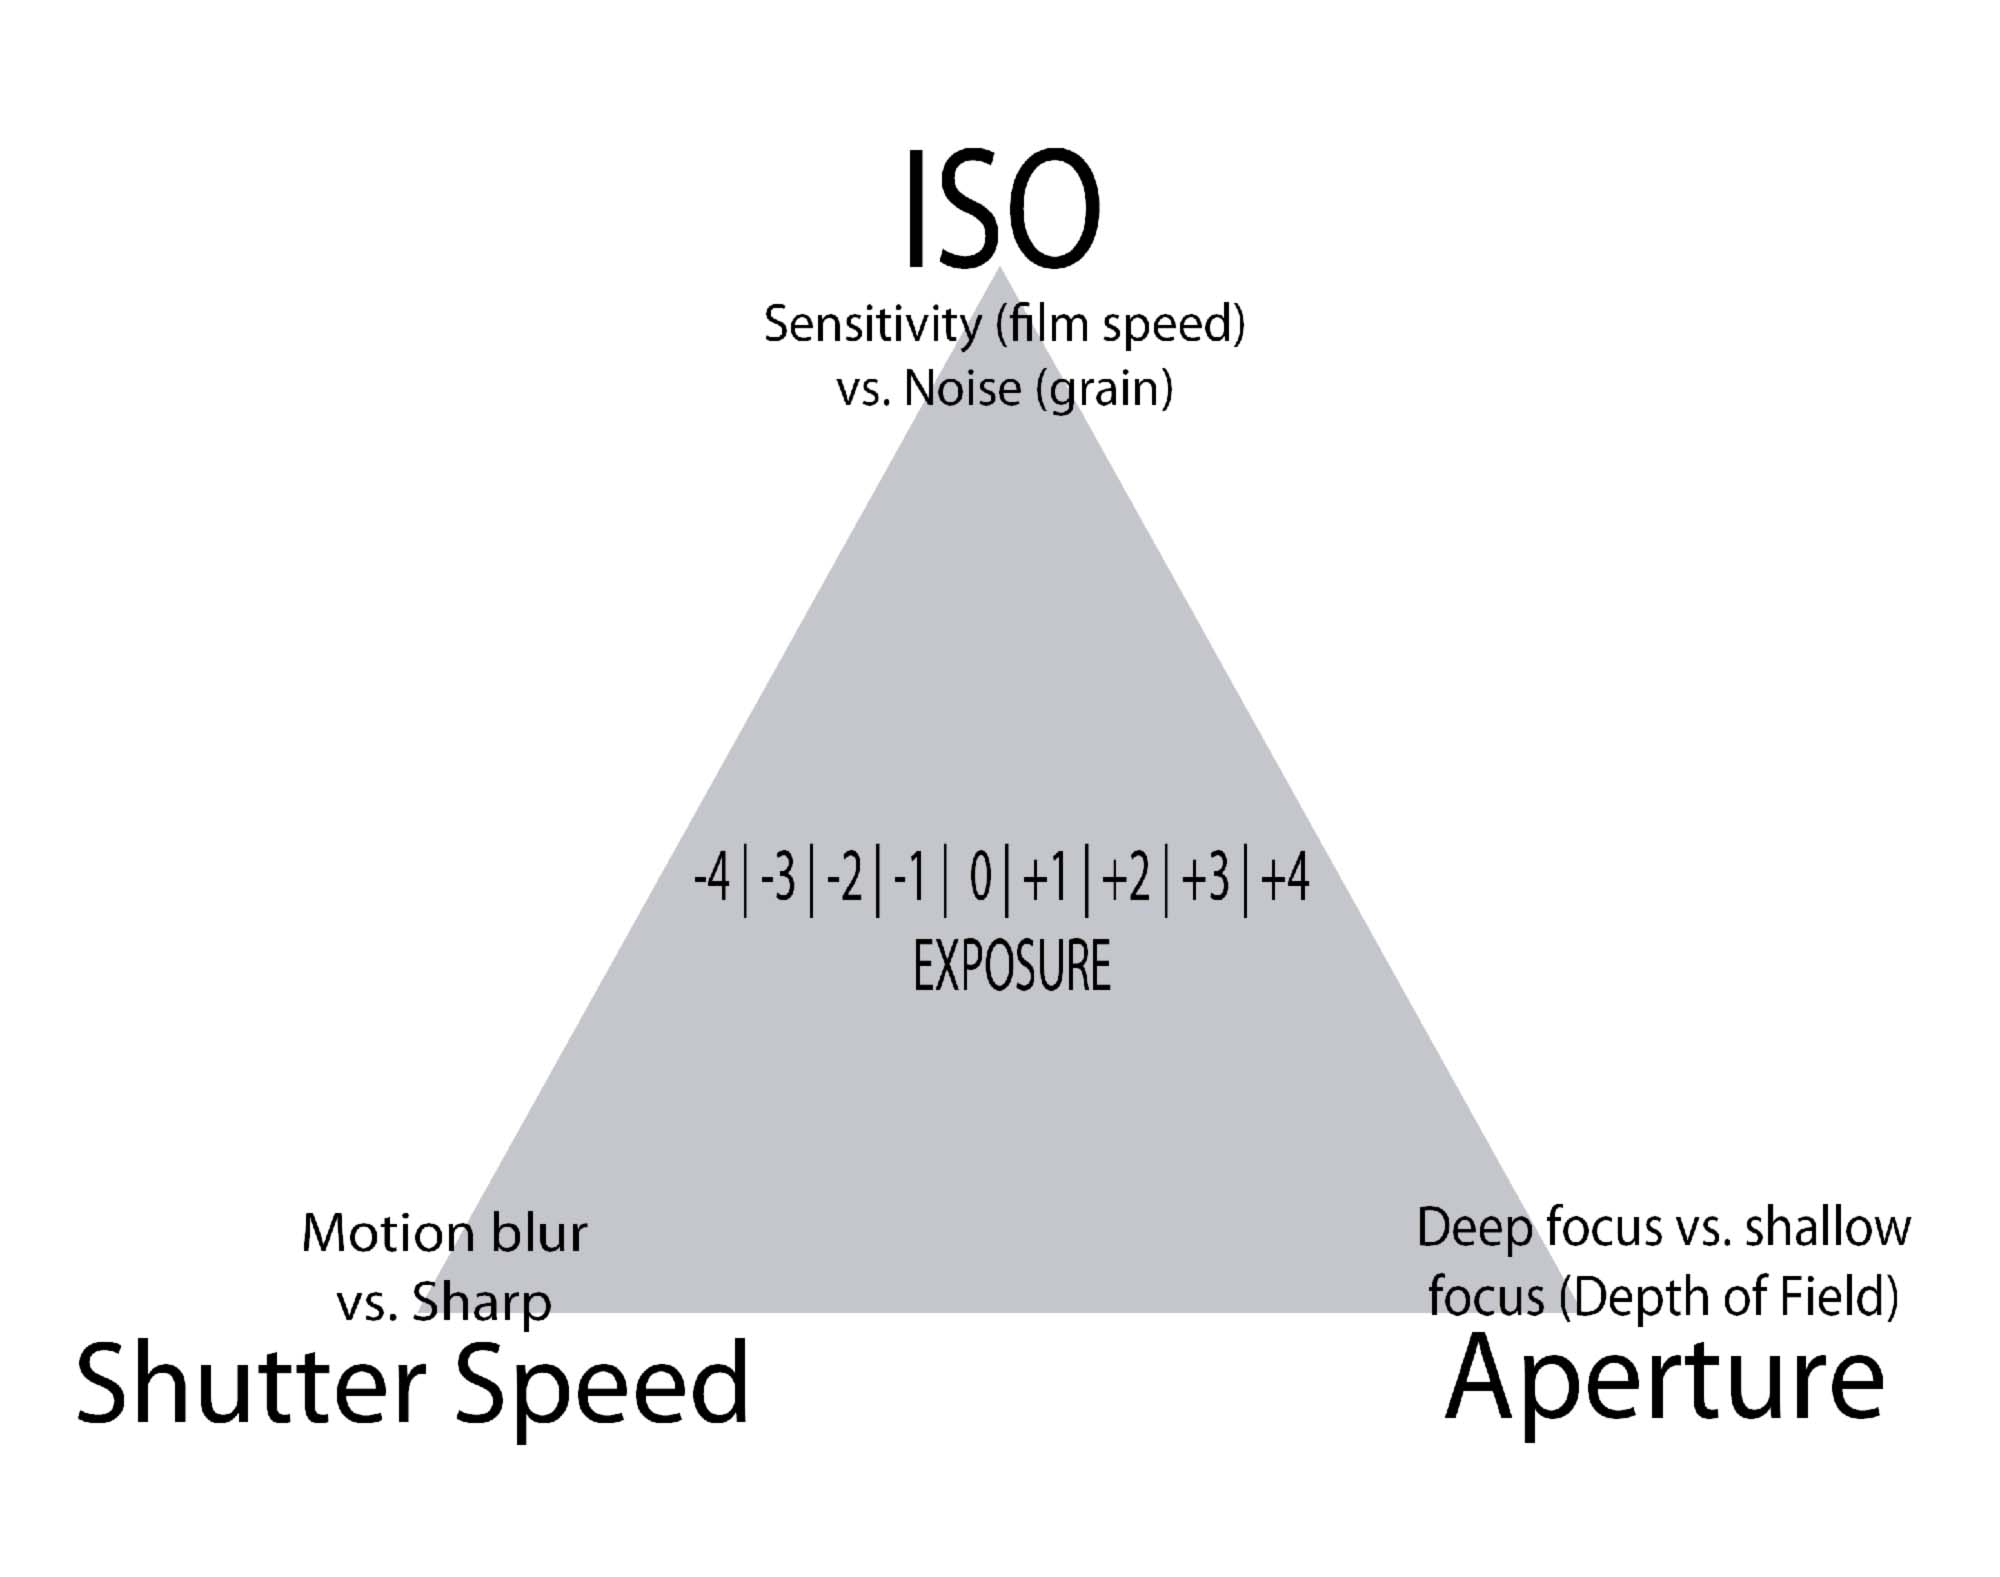 ISO
Sensitivity (film speed)
vs. Noise (grain)
-4|-3|-2|-1| 0|+1|+2|+3|+4
EXPOSURE
Motion blur
vs. Sharp
Shutter Speed
Deep focus vs. shallow
focus (Depth of Field)
Aperture